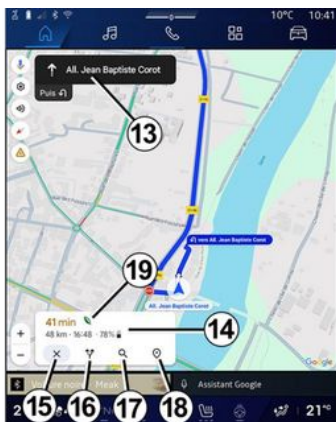 10°C 10:41
All. Jean Baptiste Corot
Puis
13
vers All. Jean Baptiste Corot
All. Jean Baptiste Corot
19
41 min
48 km · 16:48 · 78%
14
Google
Assistant Google
15
16
17
18
21°